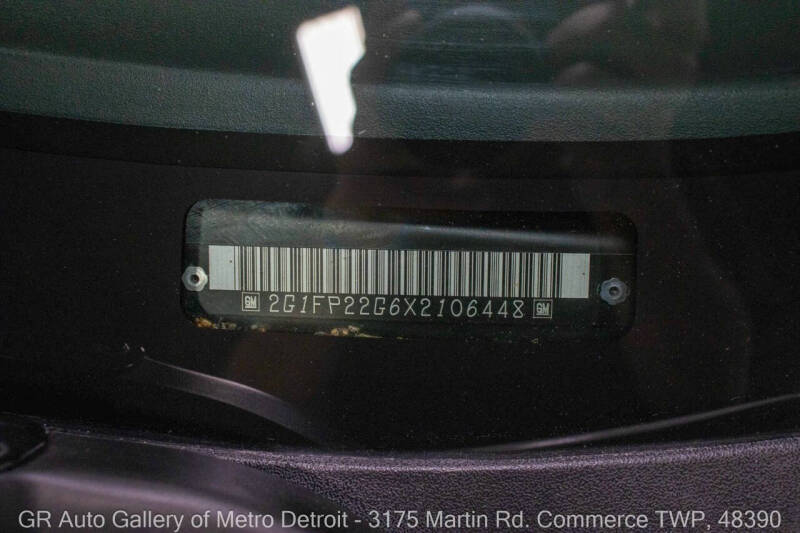 GM 2G1FP22G6X2106448 GM
GR Auto Gallery of Metro Detroit - 3175 Martin Rd. Commerce TWP, 48390